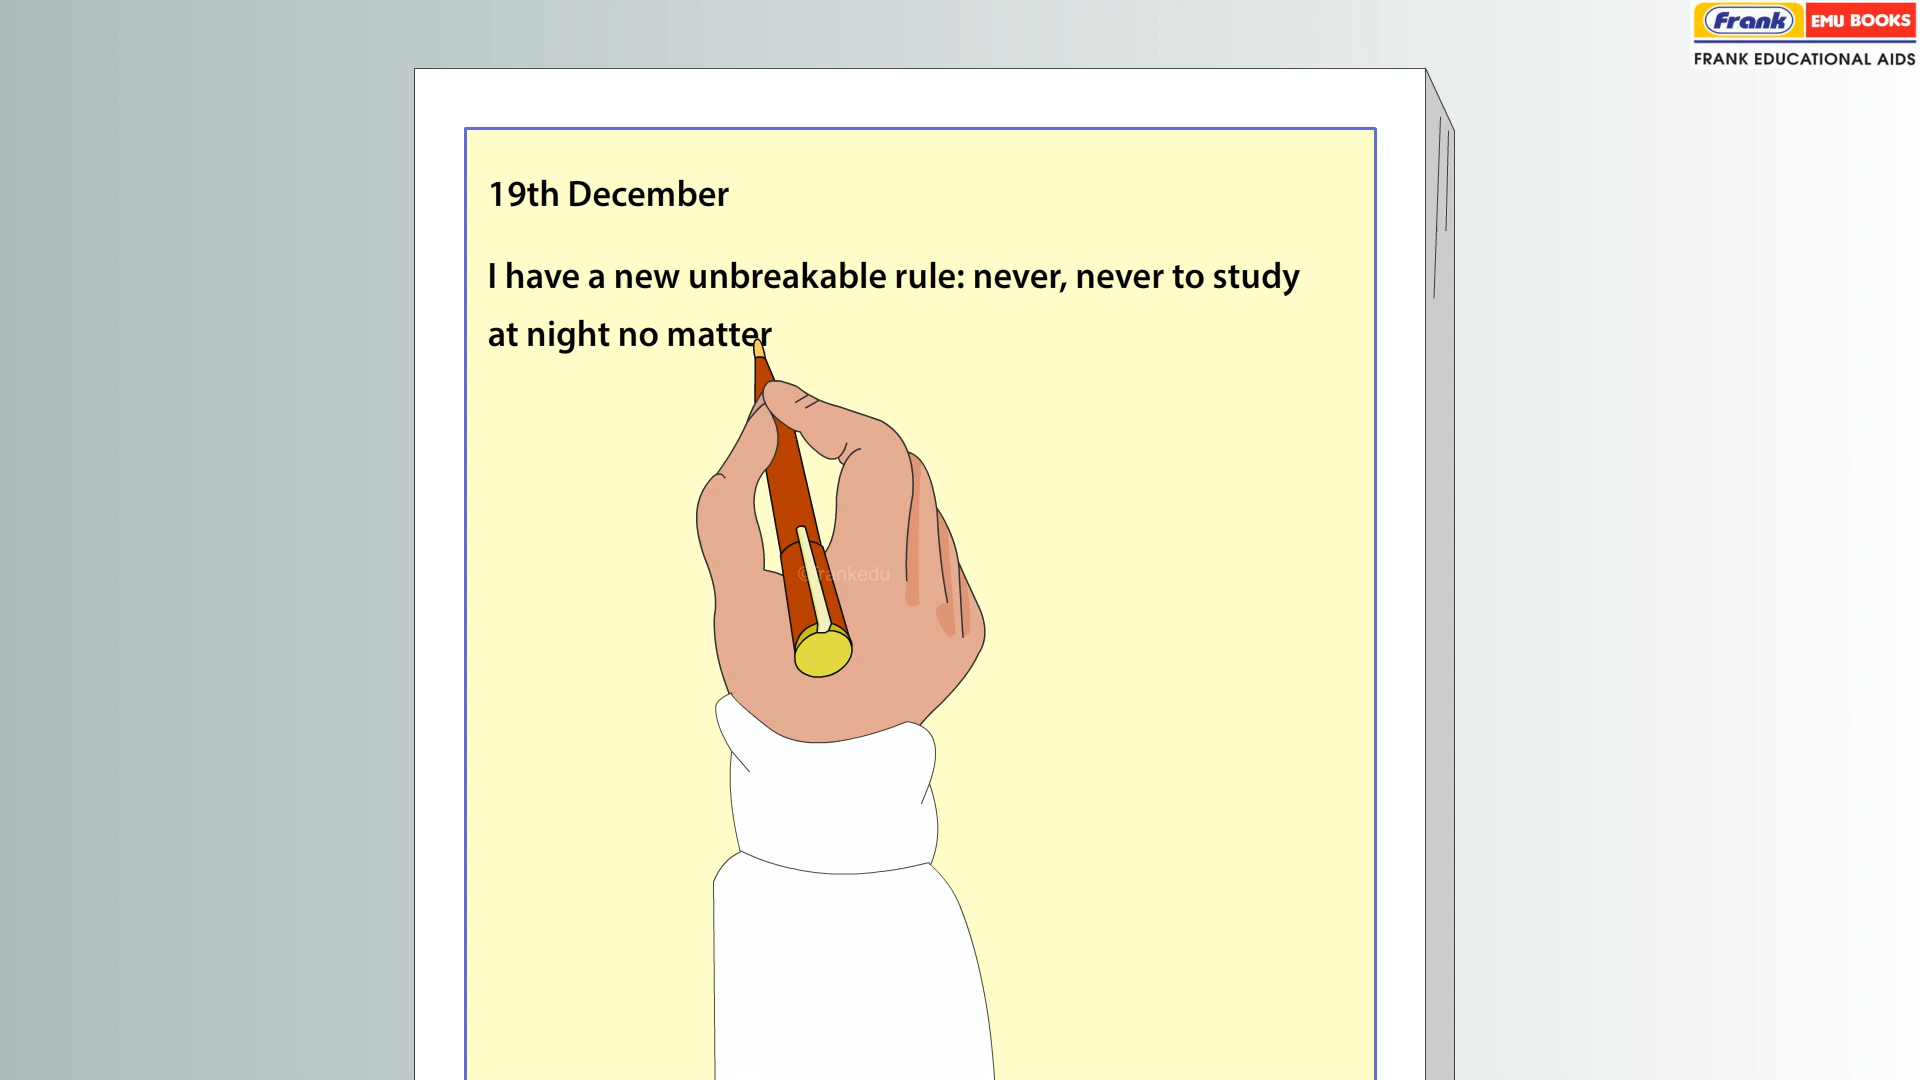 Frank EMU BOOKS
FRANK EDUCATIONAL AIDS
19th December
I have a new unbreakable rule: never, never to study
at night no matter
©frankedu